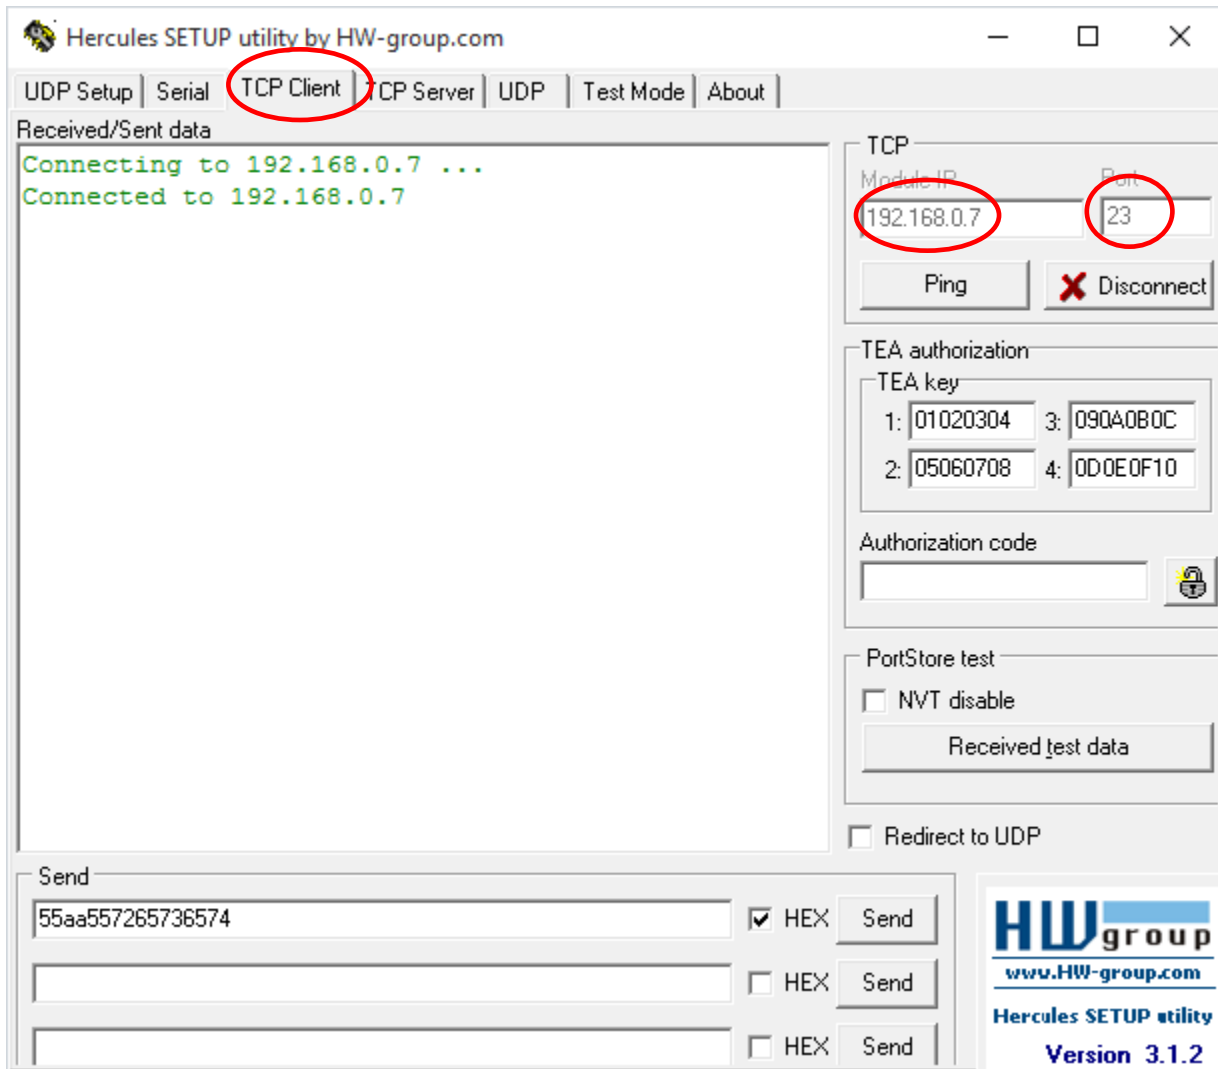 Hercules SETUP utility by HW-group.com
UDP Setup Serial TCP Client TCP Server UDP Test Mode About
Received/Sent data
Connecting to 192.168.0.7 ...
Connected to 192.168.0.7
TCP
Module IP Port
192.168.0.7 23
Ping Disconnect
TEA authorization
TEA key
1: 01020304 3: 090A0B0C
2: 05060708 4: 0D0E0F10
Authorization code
PortStore test
NVT disable
Received test data
Redirect to UDP
Send
55aa557265736574 HEX Send
HEX Send
HEX Send
HW group
www.HW-group.com
Hercules SETUP utility
Version 3.1.2